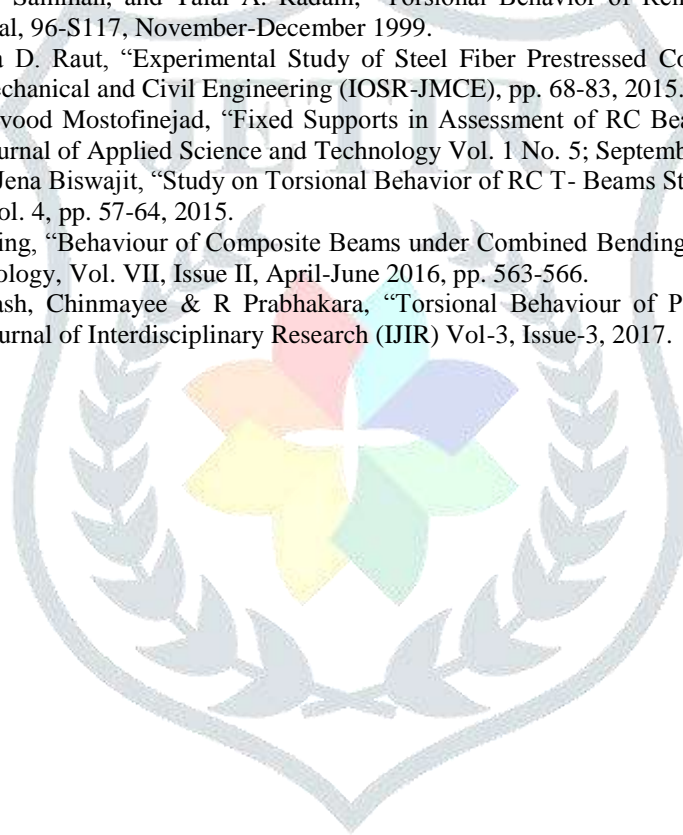 and Talal A. Radain, “Torsional Behavior of
al, 96-S117, November-December 1999.
a D. Raut, “Experimental Study of Steel Fiber Prestressed Co
echanical and Civil Engineering (IOSR-JMCE), pp. 68-83, 2015.
vood Mostofinejad, “Fixed Supports in Assessment of RC Bea
urnal of Applied Science and Technology Vol. 1 No. 5; Septemb
Jena Biswajit, “Study on Torsional Behavior of RC T- Beams St
ol. 4, pp. 57-64, 2015.
ing, “Behaviour of Composite Beams under Combined Bending
ology, Vol. VII, Issue II, April-June 2016, pp. 563-566.
ash, Chinmayee & R Prabhakara, “Torsional Behaviour of P
urnal of Interdisciplinary Research (IJIR) Vol-3, Issue-3, 2017.
JETIR